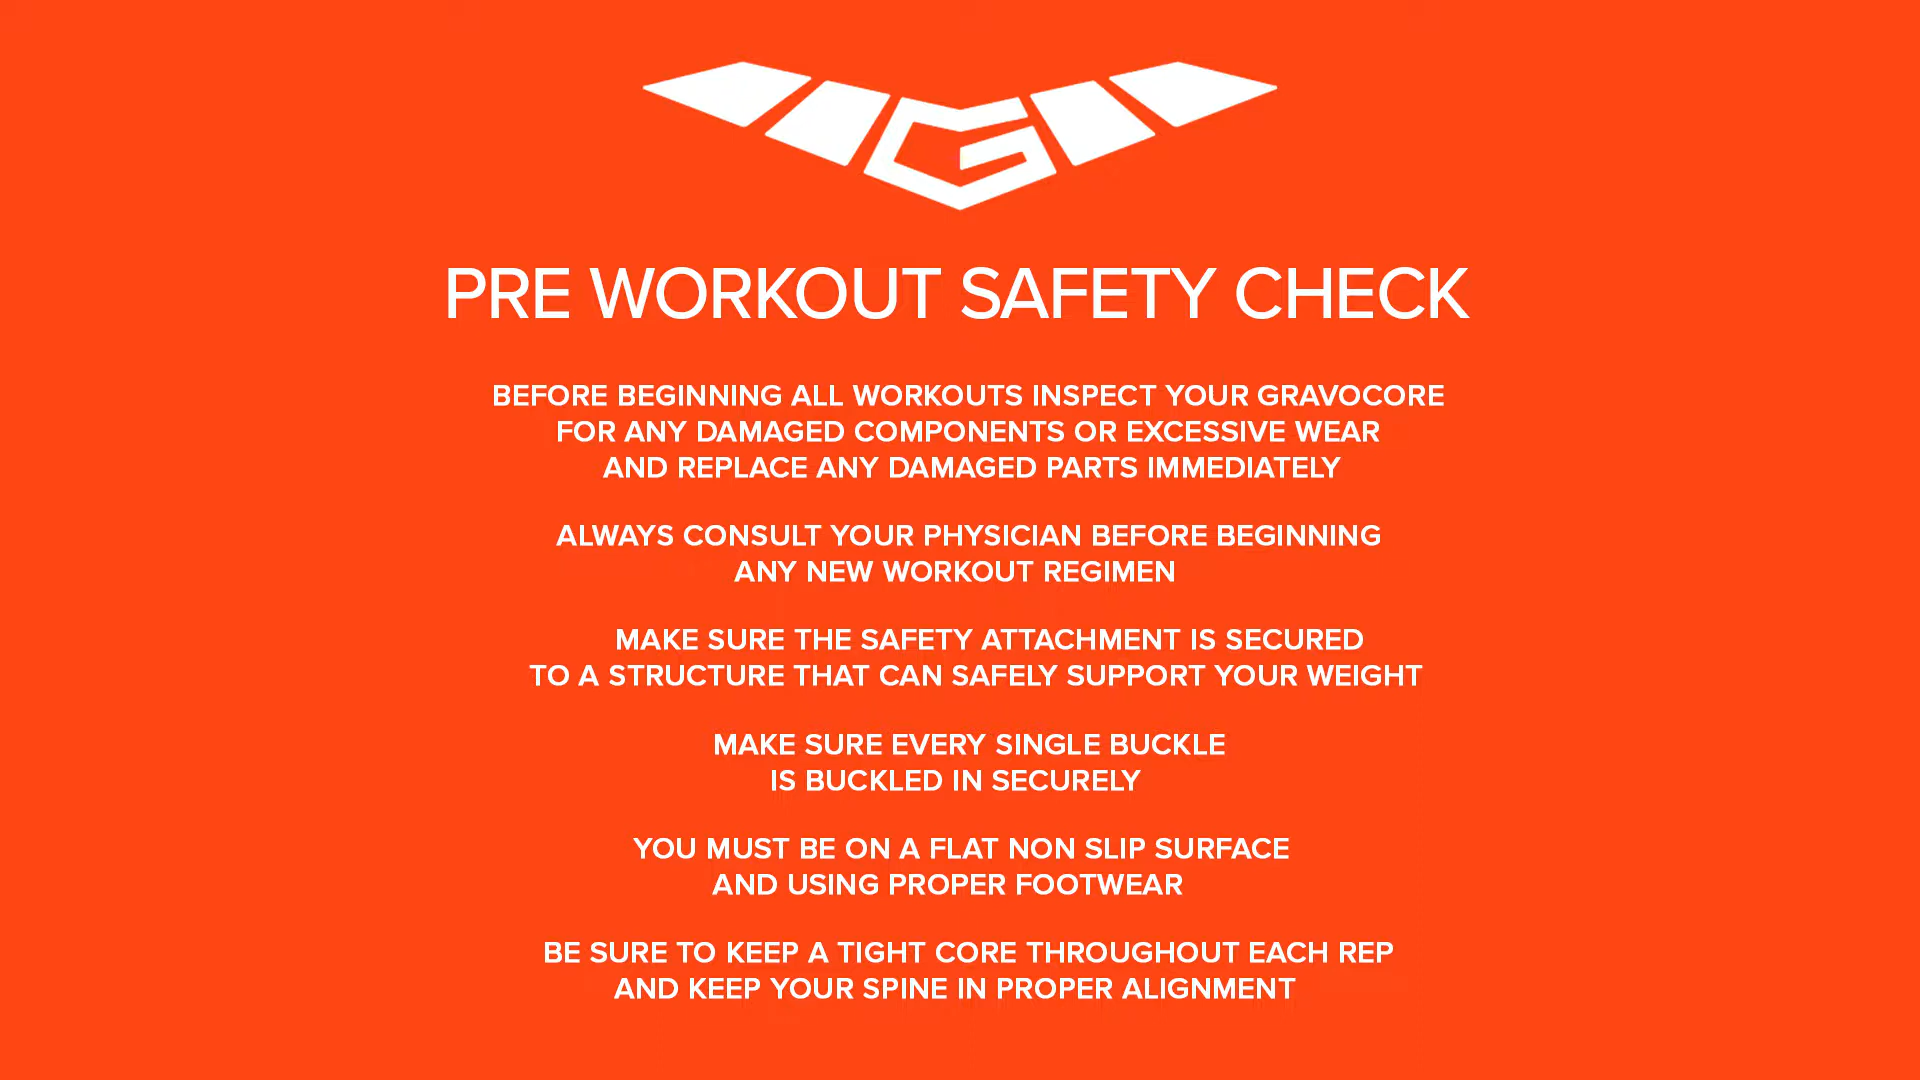 G
PRE WORKOUT SAFETY CHECK
BEFORE BEGINNING ALL WORKOUTS INSPECT YOUR GRAVOCORE
FOR ANY DAMAGED COMPONENTS OR EXCESSIVE WEAR
AND REPLACE ANY DAMAGED PARTS IMMEDIATELY
ALWAYS CONSULT YOUR PHYSICIAN BEFORE BEGINNING
ANY NEW WORKOUT REGIMEN
MAKE SURE THE SAFETY ATTACHMENT IS SECURED
TO A STRUCTURE THAT CAN SAFELY SUPPORT YOUR WEIGHT
MAKE SURE EVERY SINGLE BUCKLE
IS BUCKLED IN SECURELY
YOU MUST BE ON A FLAT NON SLIP SURFACE
AND USING PROPER FOOTWEAR
BE SURE TO KEEP A TIGHT CORE THROUGHOUT EACH REP
AND KEEP YOUR SPINE IN PROPER ALIGNMENT